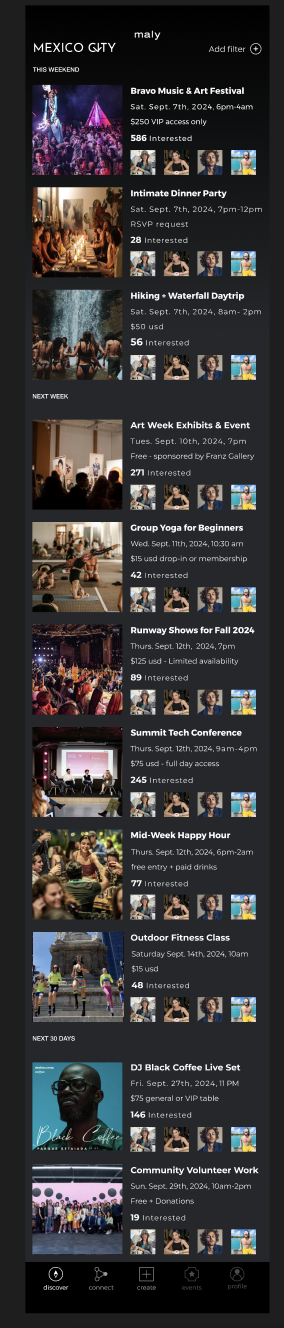 maly
MEXICO CITY
Add filter
THIS WEEKEND
Bravo Music & Art Festival
Sat. Sept. 7th, 2024, 6pm-4am
$250 VIP access only
586 Interested
Intimate Dinner Party
Sat. Sept. 7th, 2024, 7pm-12pm
RSVP request
28 Interested
Hiking + Waterfall Daytrip
Sat. Sept. 7th, 2024, 8am- 2pm
$50 usd
56 Interested
NEXT WEEK
Art Week Exhibits & Event
Tues. Sept. 10th, 2024, 7pm
Free - sponsored by Franz Gallery
271 Interested
Group Yoga for Beginners
Wed. Sept. 11th, 2024, 10:30 am
$15 usd drop-in or membership
42 Interested
Runway Shows for Fall 2024
Thurs. Sept. 12th, 2024, 7pm
$125 usd - Limited availability
89 Interested
Summit Tech Conference
Thurs. Sept. 12th, 2024, 9am-4pm
$75 usd - full day access
245 Interested
Mid-Week Happy Hour
Thurs. Sept. 12th, 2024, 6pm-2am
free entry + paid drinks
77 Interested
Outdoor Fitness Class
Saturday Sept. 14th, 2024, 10am
$15 usd
48 Interested
NEXT 30 DAYS
DJ Black Coffee Live Set
Fri. Sept. 27th, 2024, 11 PM
$75 general or VIP table
146 Interested
Black Coffee
Community Volunteer Work
Sun. Sept. 29th, 2024, 10am-2pm
Free + Donations
19 Interested
discover
connect
create
events
profile